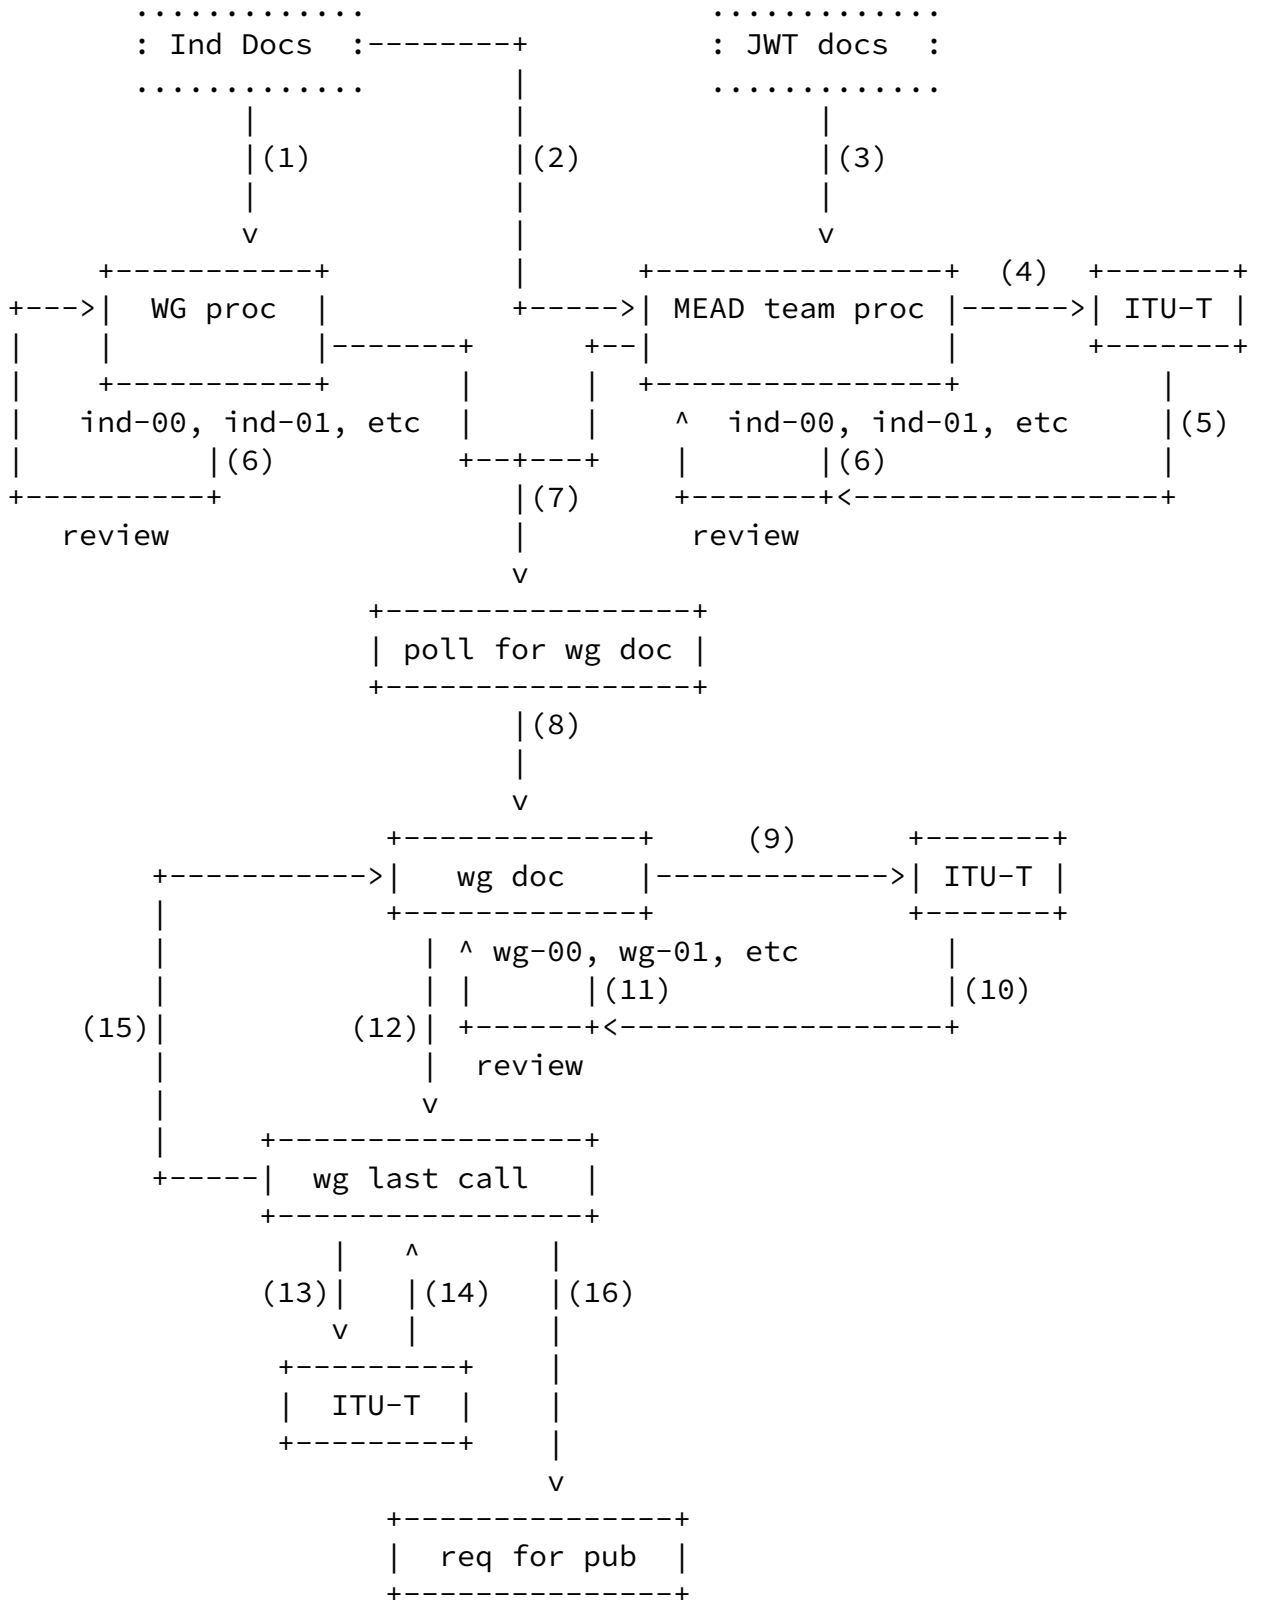 : Ind Docs : : JWT docs :
(1) (2) (3)
(4)
WG proc MEAD team proc ITU-T
ind-00, ind-01, etc ind-00, ind-01, etc (5)
(6) (6)
(7)
review review
poll for wg doc
(8)
(9)
wg doc ITU-T
wg-00, wg-01, etc
(11) (10)
(15) (12)
review
wg last call
(13) (14) (16)
ITU-T
req for pub